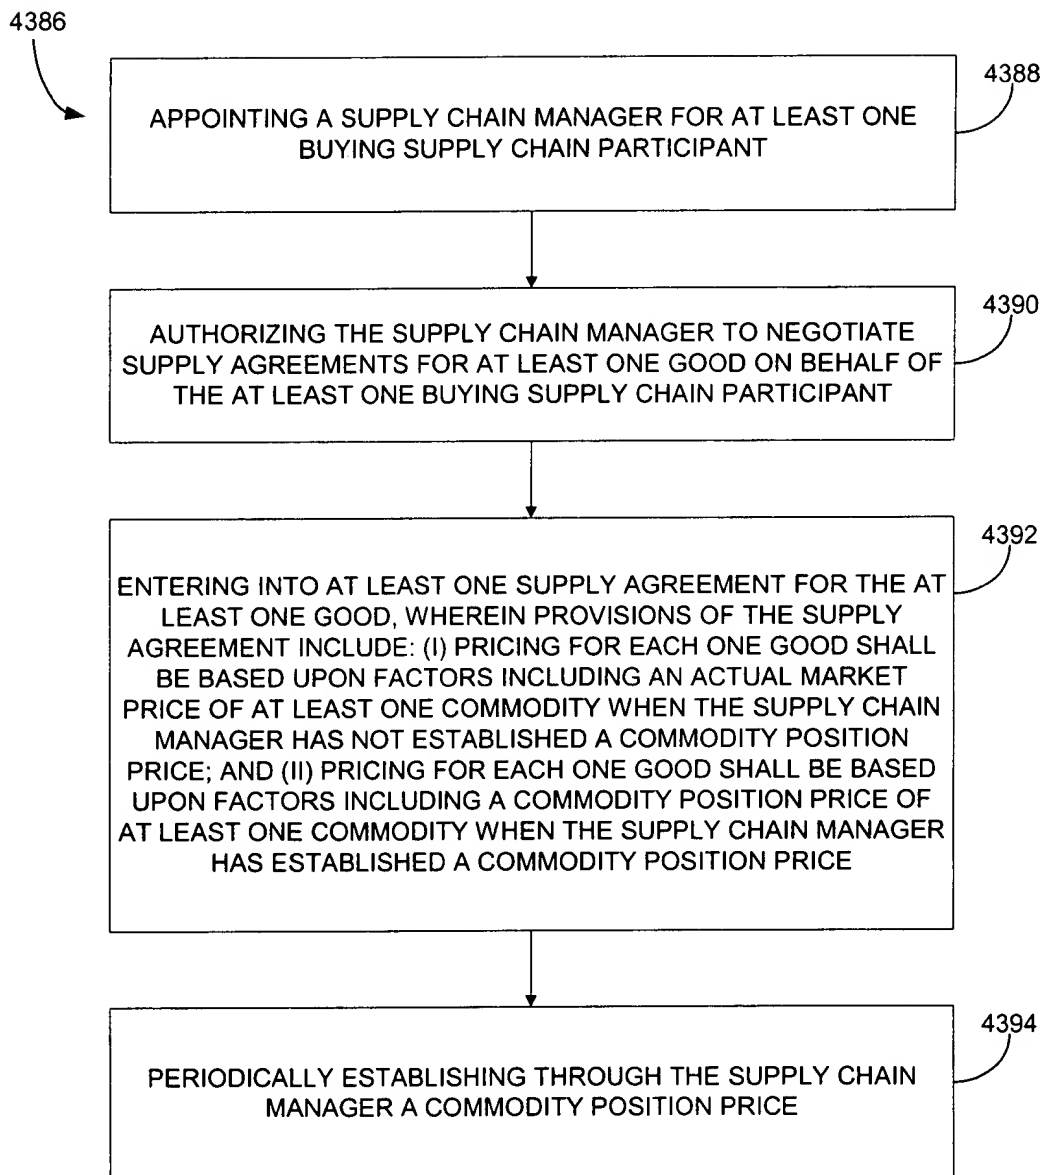 4386
4388
APPOINTING A SUPPLY CHAIN MANAGER FOR AT LEAST ONE
BUYING SUPPLY CHAIN PARTICIPANT
4390
AUTHORIZING THE SUPPLY CHAIN MANAGER TO NEGOTIATE
SUPPLY AGREEMENTS FOR AT LEAST ONE GOOD ON BEHALF OF
THE AT LEAST ONE BUYING SUPPLY CHAIN PARTICIPANT
4392
ENTERING INTO AT LEAST ONE SUPPLY AGREEMENT FOR THE AT
LEAST ONE GOOD, WHEREIN PROVISIONS OF THE SUPPLY
AGREEMENT INCLUDE: (I) PRICING FOR EACH ONE GOOD SHALL
BE BASED UPON FACTORS INCLUDING AN ACTUAL MARKET
PRICE OF AT LEAST ONE COMMODITY WHEN THE SUPPLY CHAIN
MANAGER HAS NOT ESTABLISHED A COMMODITY POSITION
PRICE; AND (II) PRICING FOR EACH ONE GOOD SHALL BE BASED
UPON FACTORS INCLUDING A COMMODITY POSITION PRICE OF
AT LEAST ONE COMMODITY WHEN THE SUPPLY CHAIN MANAGER
HAS ESTABLISHED A COMMODITY POSITION PRICE
4394
PERIODICALLY ESTABLISHING THROUGH THE SUPPLY CHAIN
MANAGER A COMMODITY POSITION PRICE